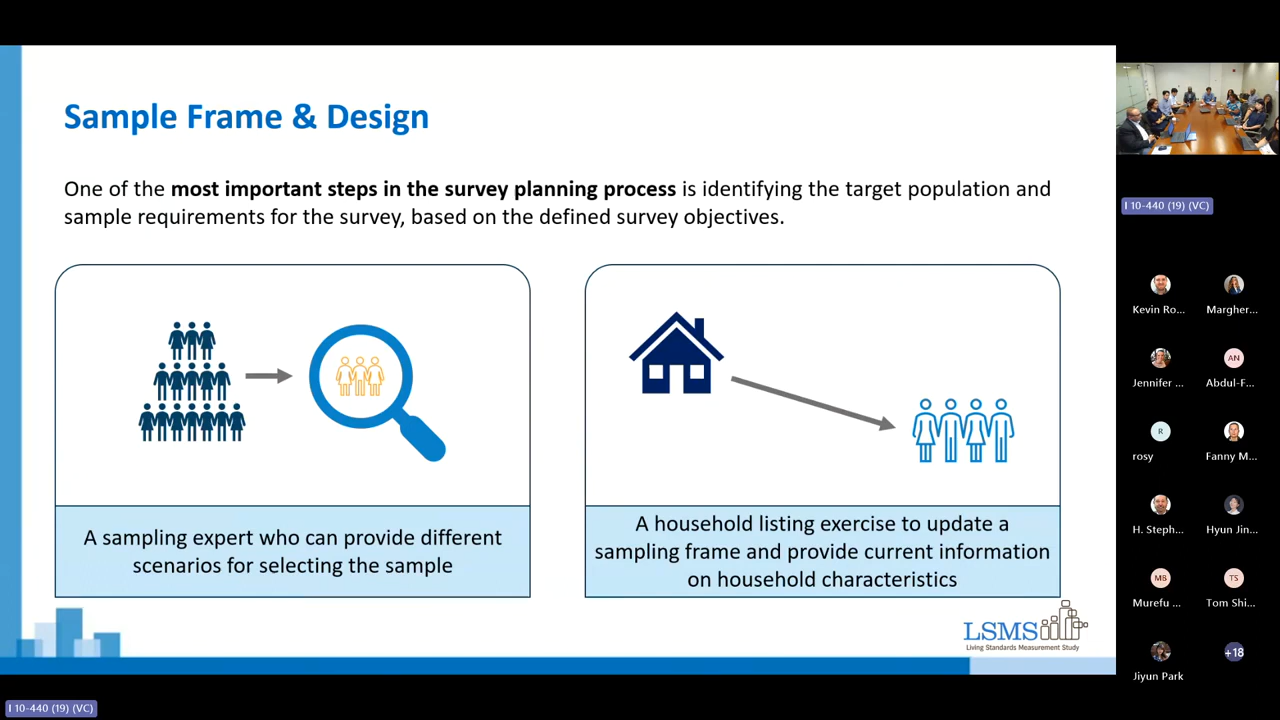 Sample Frame & Design
One of the most important steps in the survey planning process is identifying the target population and
sample requirements for the survey, based on the defined survey objectives.
A sampling expert who can provide different
scenarios for selecting the sample
A household listing exercise to update a
sampling frame and provide current information
on household characteristics
LSMS
Living Standards Measurement Study
I 10-440 (19) (VC)
I 10-440 (19) (VC)
Kevin Ro...
Margher...
Jennifer ...
AN
Abdul-F...
R
rosy
Fanny M...
H. Steph...
Hyun Jin...
MB
Murefu ...
TS
Tom Shi...
Jiyun Park
+18